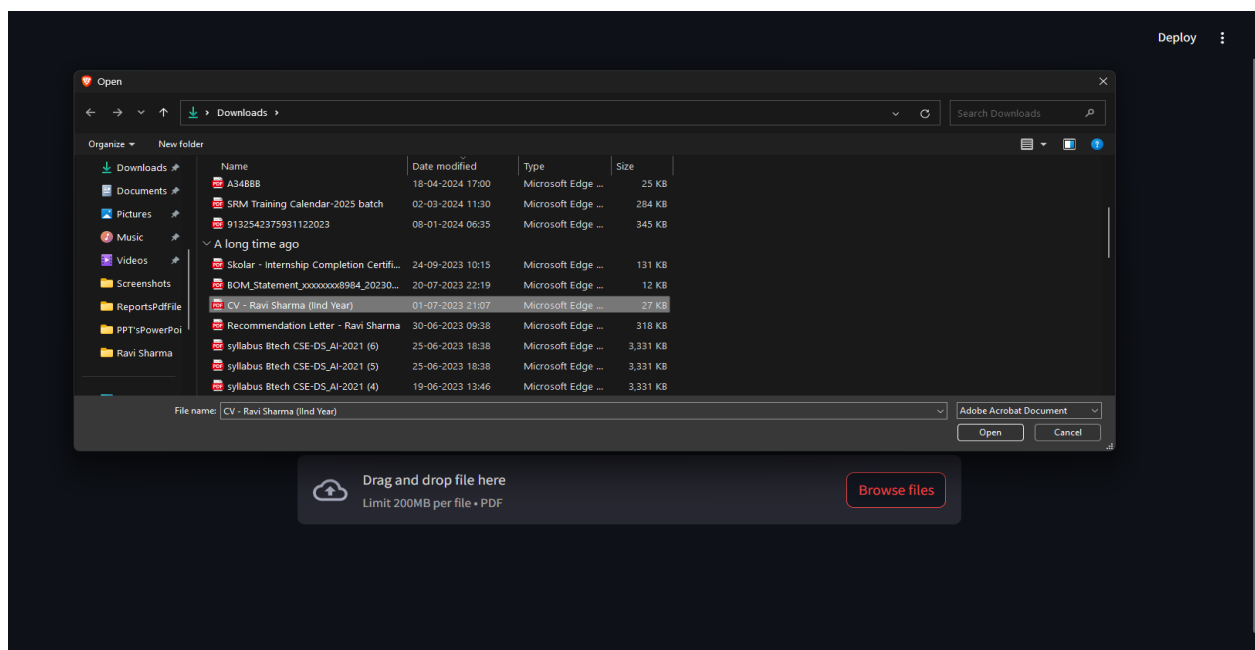 Deploy
Open
Downloads
Search Downloads
Organize
New folder
Name Date modified Type Size
Downloads
Documents
Pictures
Music
Videos
Screenshots
ReportsPdfFile
PPT'sPowerPoi
Ravi Sharma
A34BBB 18-04-2024 17:00 Microsoft Edge ... 25 KB
SRM Training Calendar-2025 batch 02-03-2024 11:30 Microsoft Edge ... 284 KB
9132542375931122023 08-01-2024 06:35 Microsoft Edge ... 345 KB
A long time ago
Skolar - Internship Completion Certifi... 24-09-2023 10:15 Microsoft Edge ... 131 KB
BOM_Statement_xxxxxxxx8984_20230... 20-07-2023 22:19 Microsoft Edge ... 12 KB
CV - Ravi Sharma (IInd Year) 01-07-2023 21:07 Microsoft Edge ... 27 KB
Recommendation Letter - Ravi Sharma 30-06-2023 09:38 Microsoft Edge ... 318 KB
syllabus Btech CSE-DS_AI-2021 (6) 25-06-2023 18:38 Microsoft Edge ... 3,331 KB
syllabus Btech CSE-DS_AI-2021 (5) 25-06-2023 18:38 Microsoft Edge ... 3,331 KB
syllabus Btech CSE-DS_AI-2021 (4) 19-06-2023 13:46 Microsoft Edge ... 3,331 KB
File name: CV - Ravi Sharma (IInd Year)
Adobe Acrobat Document
Open
Cancel
Drag and drop file here
Limit 200MB per file • PDF
Browse files